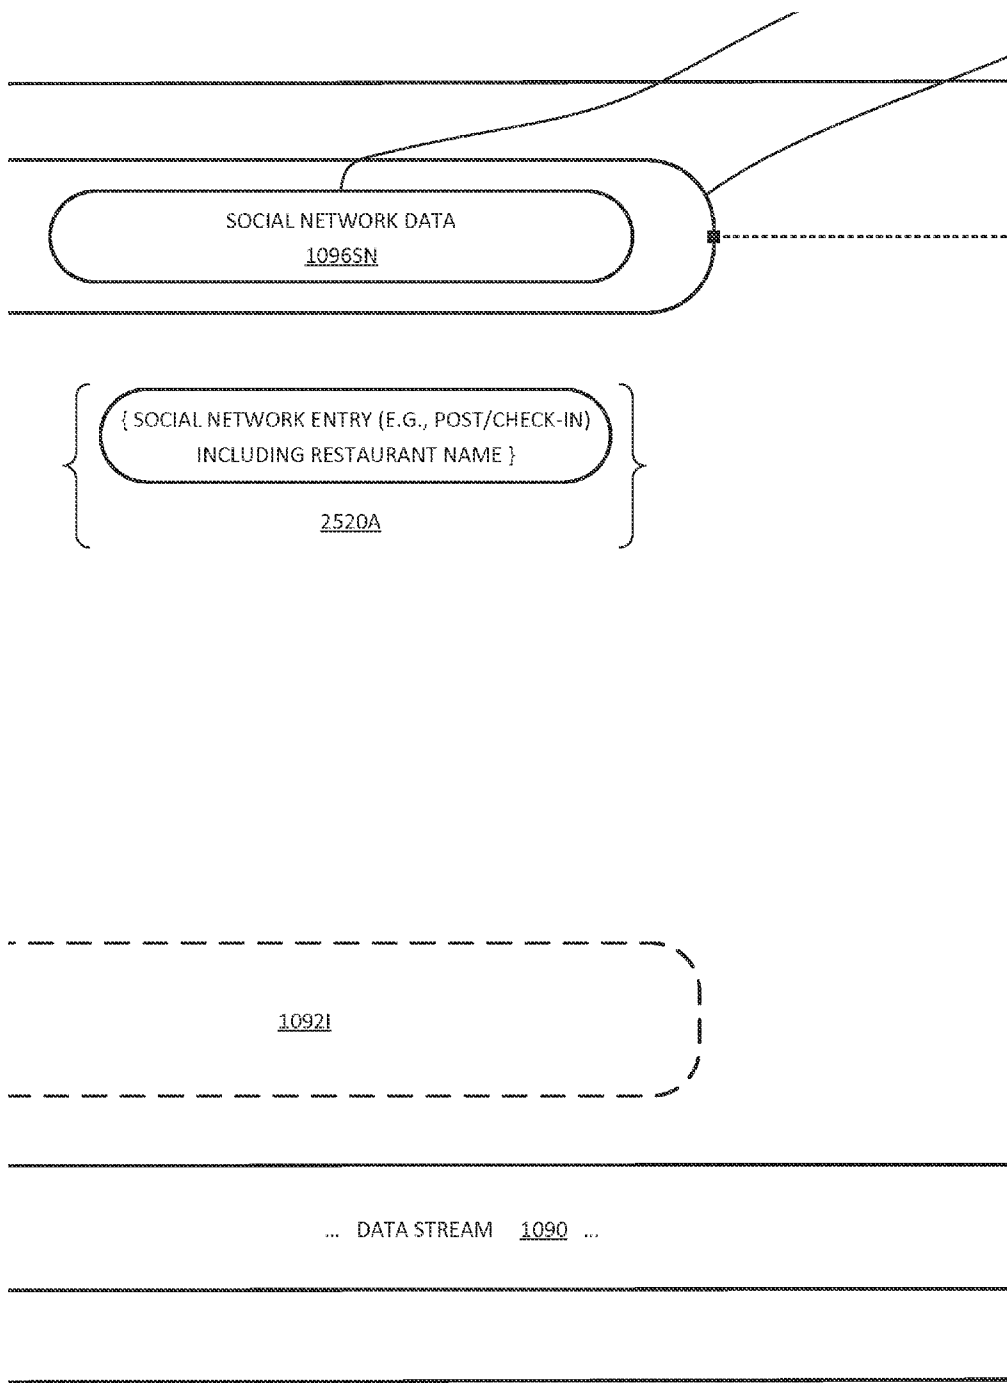 SOCIAL NETWORK DATA
1096SN
{ SOCIAL NETWORK ENTRY (E.G., POST/CHECK-IN)
INCLUDING RESTAURANT NAME }
2520A
1092I
... DATA STREAM 1090 ...